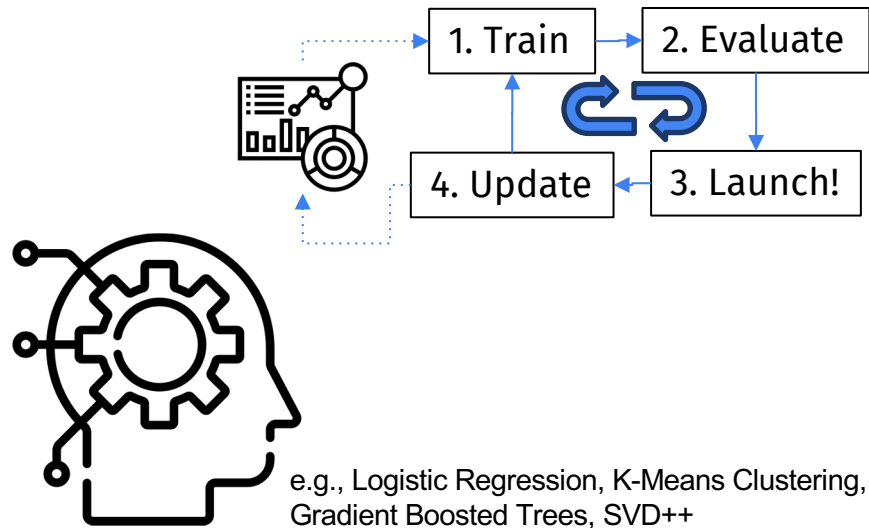 1. Train
2. Evaluate
4. Update
3. Launch!
e.g., Logistic Regression, K-Means Clustering,
Gradient Boosted Trees, SVD++